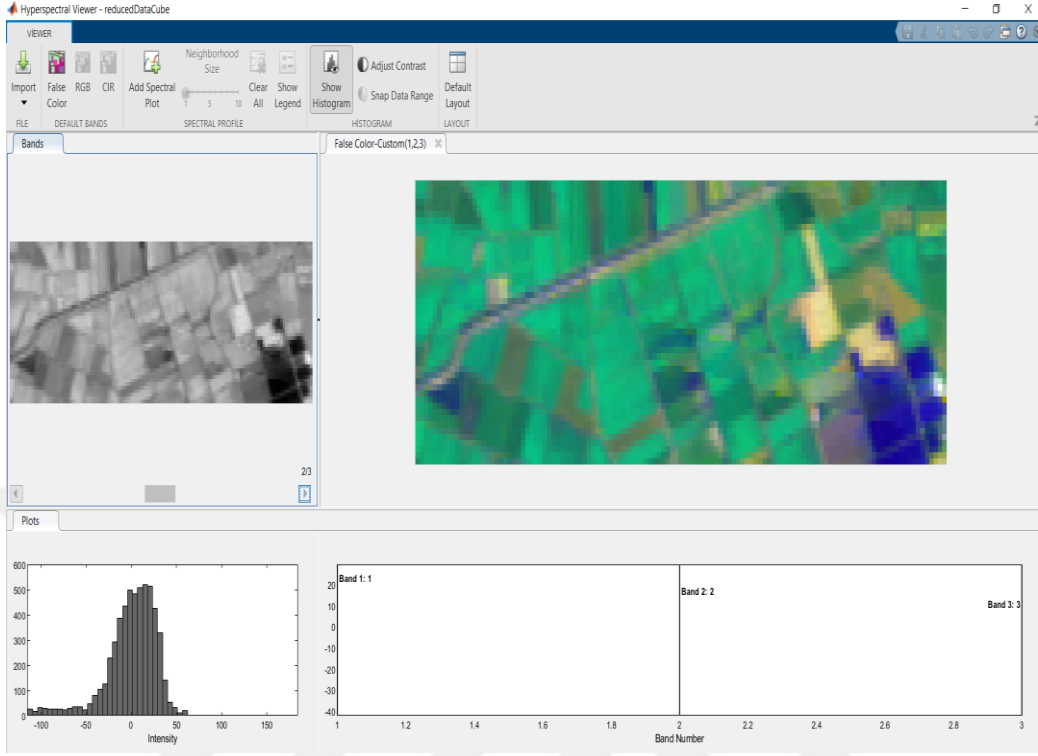 Hyperspectral Viewer - reducedDataCube
VIEWER
Import
False Color
RGB
CIR
Add Spectral Plot
Neighborhood Size
1 5 10
Clear All
Show Legend
Show Histogram
Adjust Contrast
Snap Data Range
Default Layout
FILE
DEFAULT BANDS
SPECTRAL PROFILE
HISTOGRAM
LAYOUT
Bands
False Color-Custom(1,2,3)
2/3
Plots
600
500
400
300
200
100
0
-100 -50 0 50 100 150
Intensity
20
10
0
-10
-20
-30
-40
Band 1: 1
Band 2: 2
Band 3: 3
1 1.2 1.4 1.6 1.8 2 2.2 2.4 2.6 2.8 3
Band Number